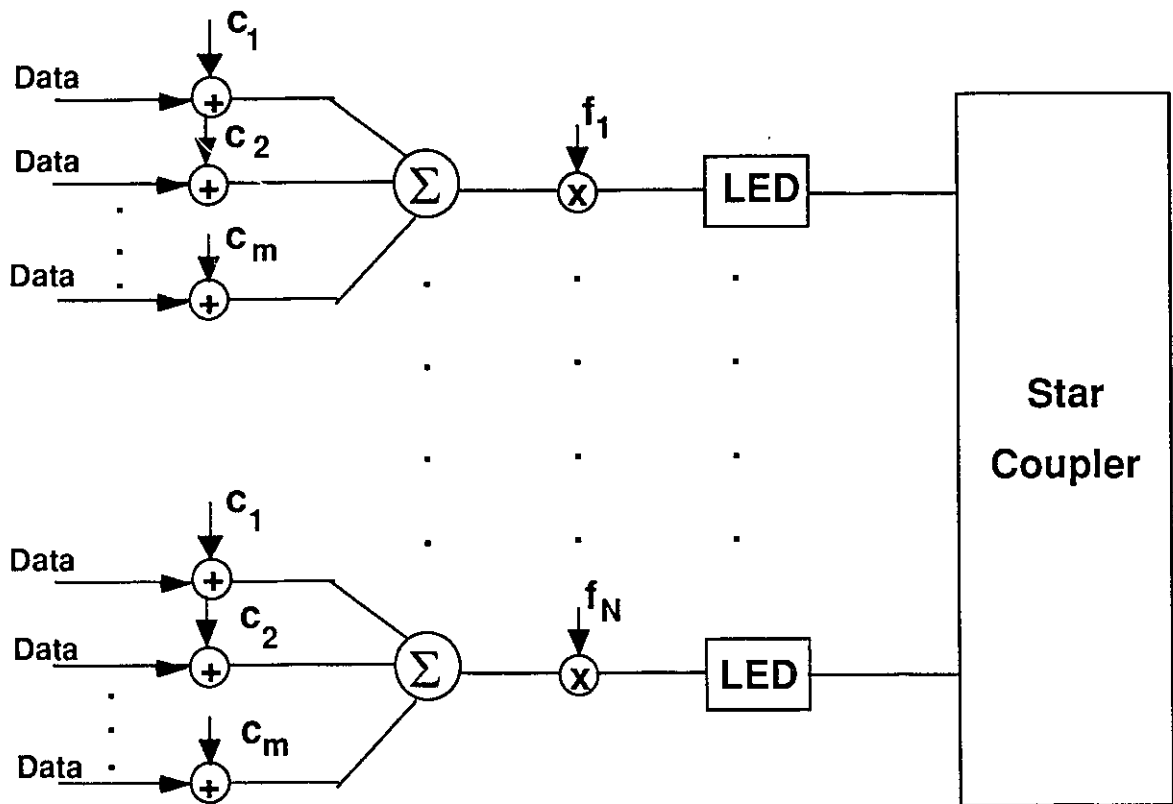 c1
Data
+
c2
f1
Data
+
Σ
x
LED
cm
Data
+
Star
Coupler
c1
Data
+
c2
fN
Data
+
Σ
x
LED
cm
Data
+